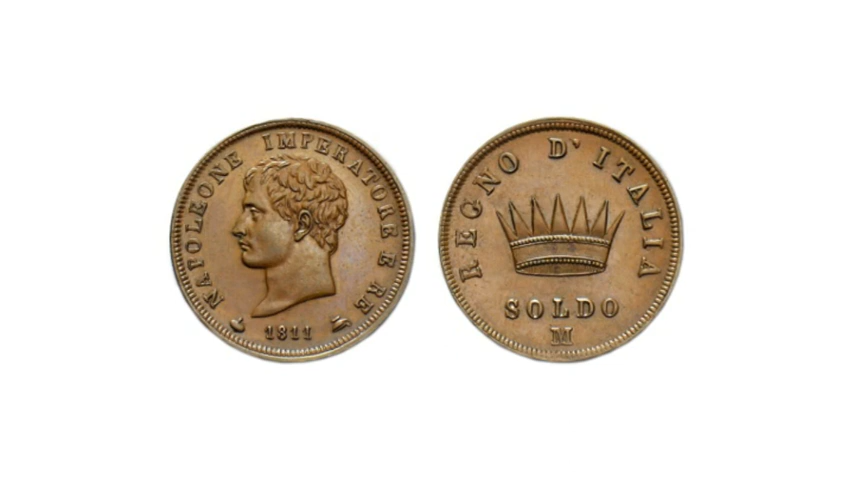 NAPOLEONE IMPERATORE E RE
1811
REGNO D' ITALIA
SOLDO
M